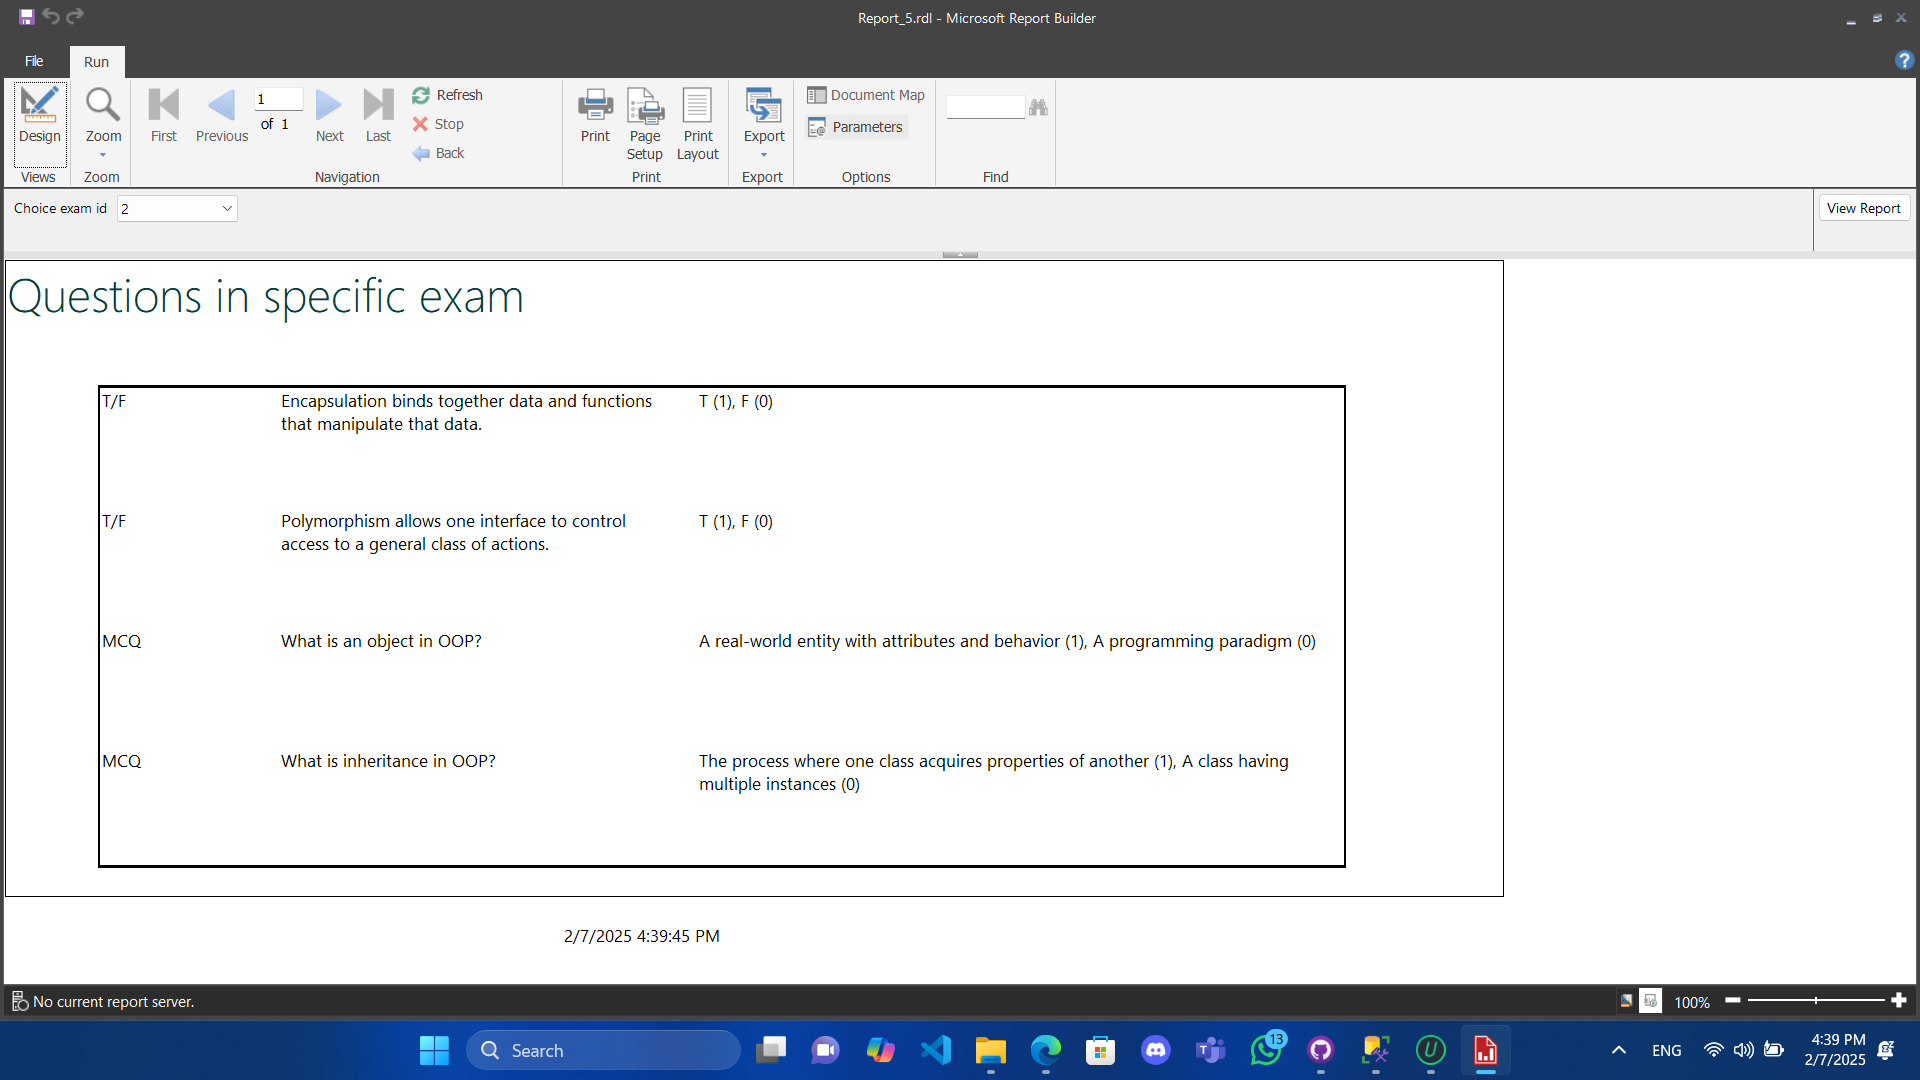 Report_5.rdl - Microsoft Report Builder
File
Run
Design
Views
Zoom
Zoom
First
Previous
1
of 1
Next
Last
Refresh
Stop
Back
Navigation
Print
Page
Setup
Print
Layout
Print
Export
Export
Document Map
Parameters
Options
Find
Choice exam id
2
View Report
Questions in specific exam
T/F
Encapsulation binds together data and functions
that manipulate that data.
T (1), F (0)
T/F
Polymorphism allows one interface to control
access to a general class of actions.
T (1), F (0)
MCQ
What is an object in OOP?
A real-world entity with attributes and behavior (1), A programming paradigm (0)
MCQ
What is inheritance in OOP?
The process where one class acquires properties of another (1), A class having
multiple instances (0)
2/7/2025 4:39:45 PM
No current report server.
100%
Search
13
ENG
4:39 PM
2/7/2025